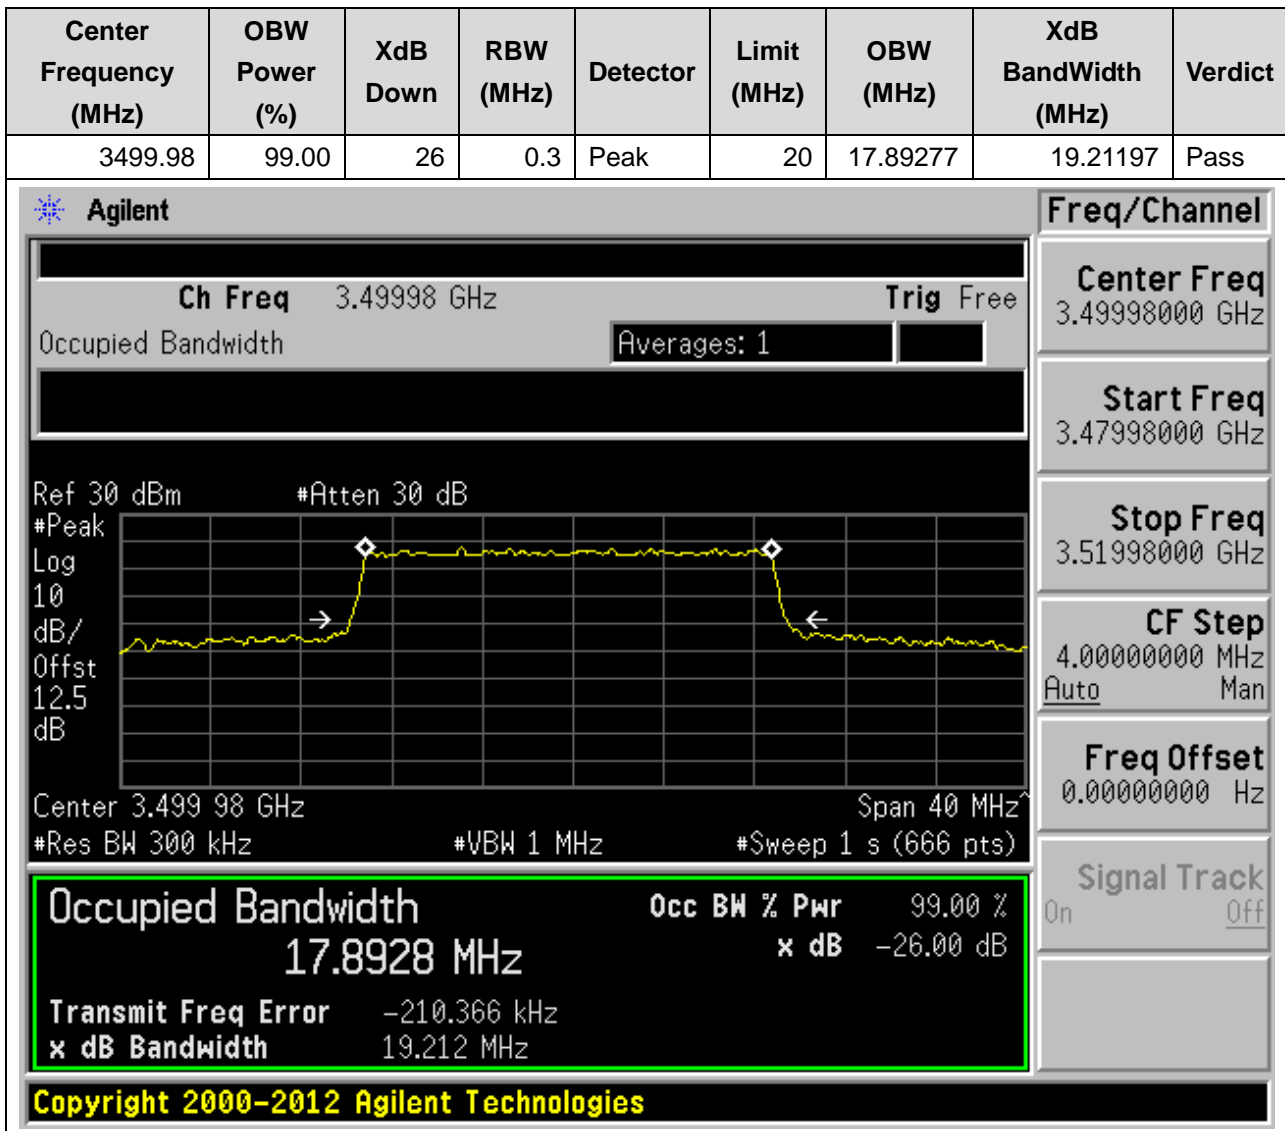 Center Frequency (MHz) OBW Power (%) XdB Down RBW (MHz) Detector Limit (MHz) OBW (MHz) XdB BandWidth (MHz) Verdict
3499.98 99.00 26 0.3 Peak 20 17.89277 19.21197 Pass
Agilent
Freq/Channel
Ch Freq 3.49998 GHz Trig Free
Occupied Bandwidth Averages: 1
Center Freq
3.49998000 GHz
Start Freq
3.47998000 GHz
Stop Freq
3.51998000 GHz
CF Step
4.00000000 MHz
Auto Man
Freq Offset
0.00000000 Hz
Signal Track
On Off
Ref 30 dBm #Atten 30 dB
#Peak
Log
10
dB/
Offst
12.5
dB
Center 3.499 98 GHz Span 40 MHz^
#Res BW 300 kHz #VBW 1 MHz #Sweep 1 s (666 pts)
Occupied Bandwidth Occ BW % Pwr 99.00 %
17.8928 MHz x dB -26.00 dB
Transmit Freq Error -210.366 kHz
x dB Bandwidth 19.212 MHz
Copyright 2000-2012 Agilent Technologies